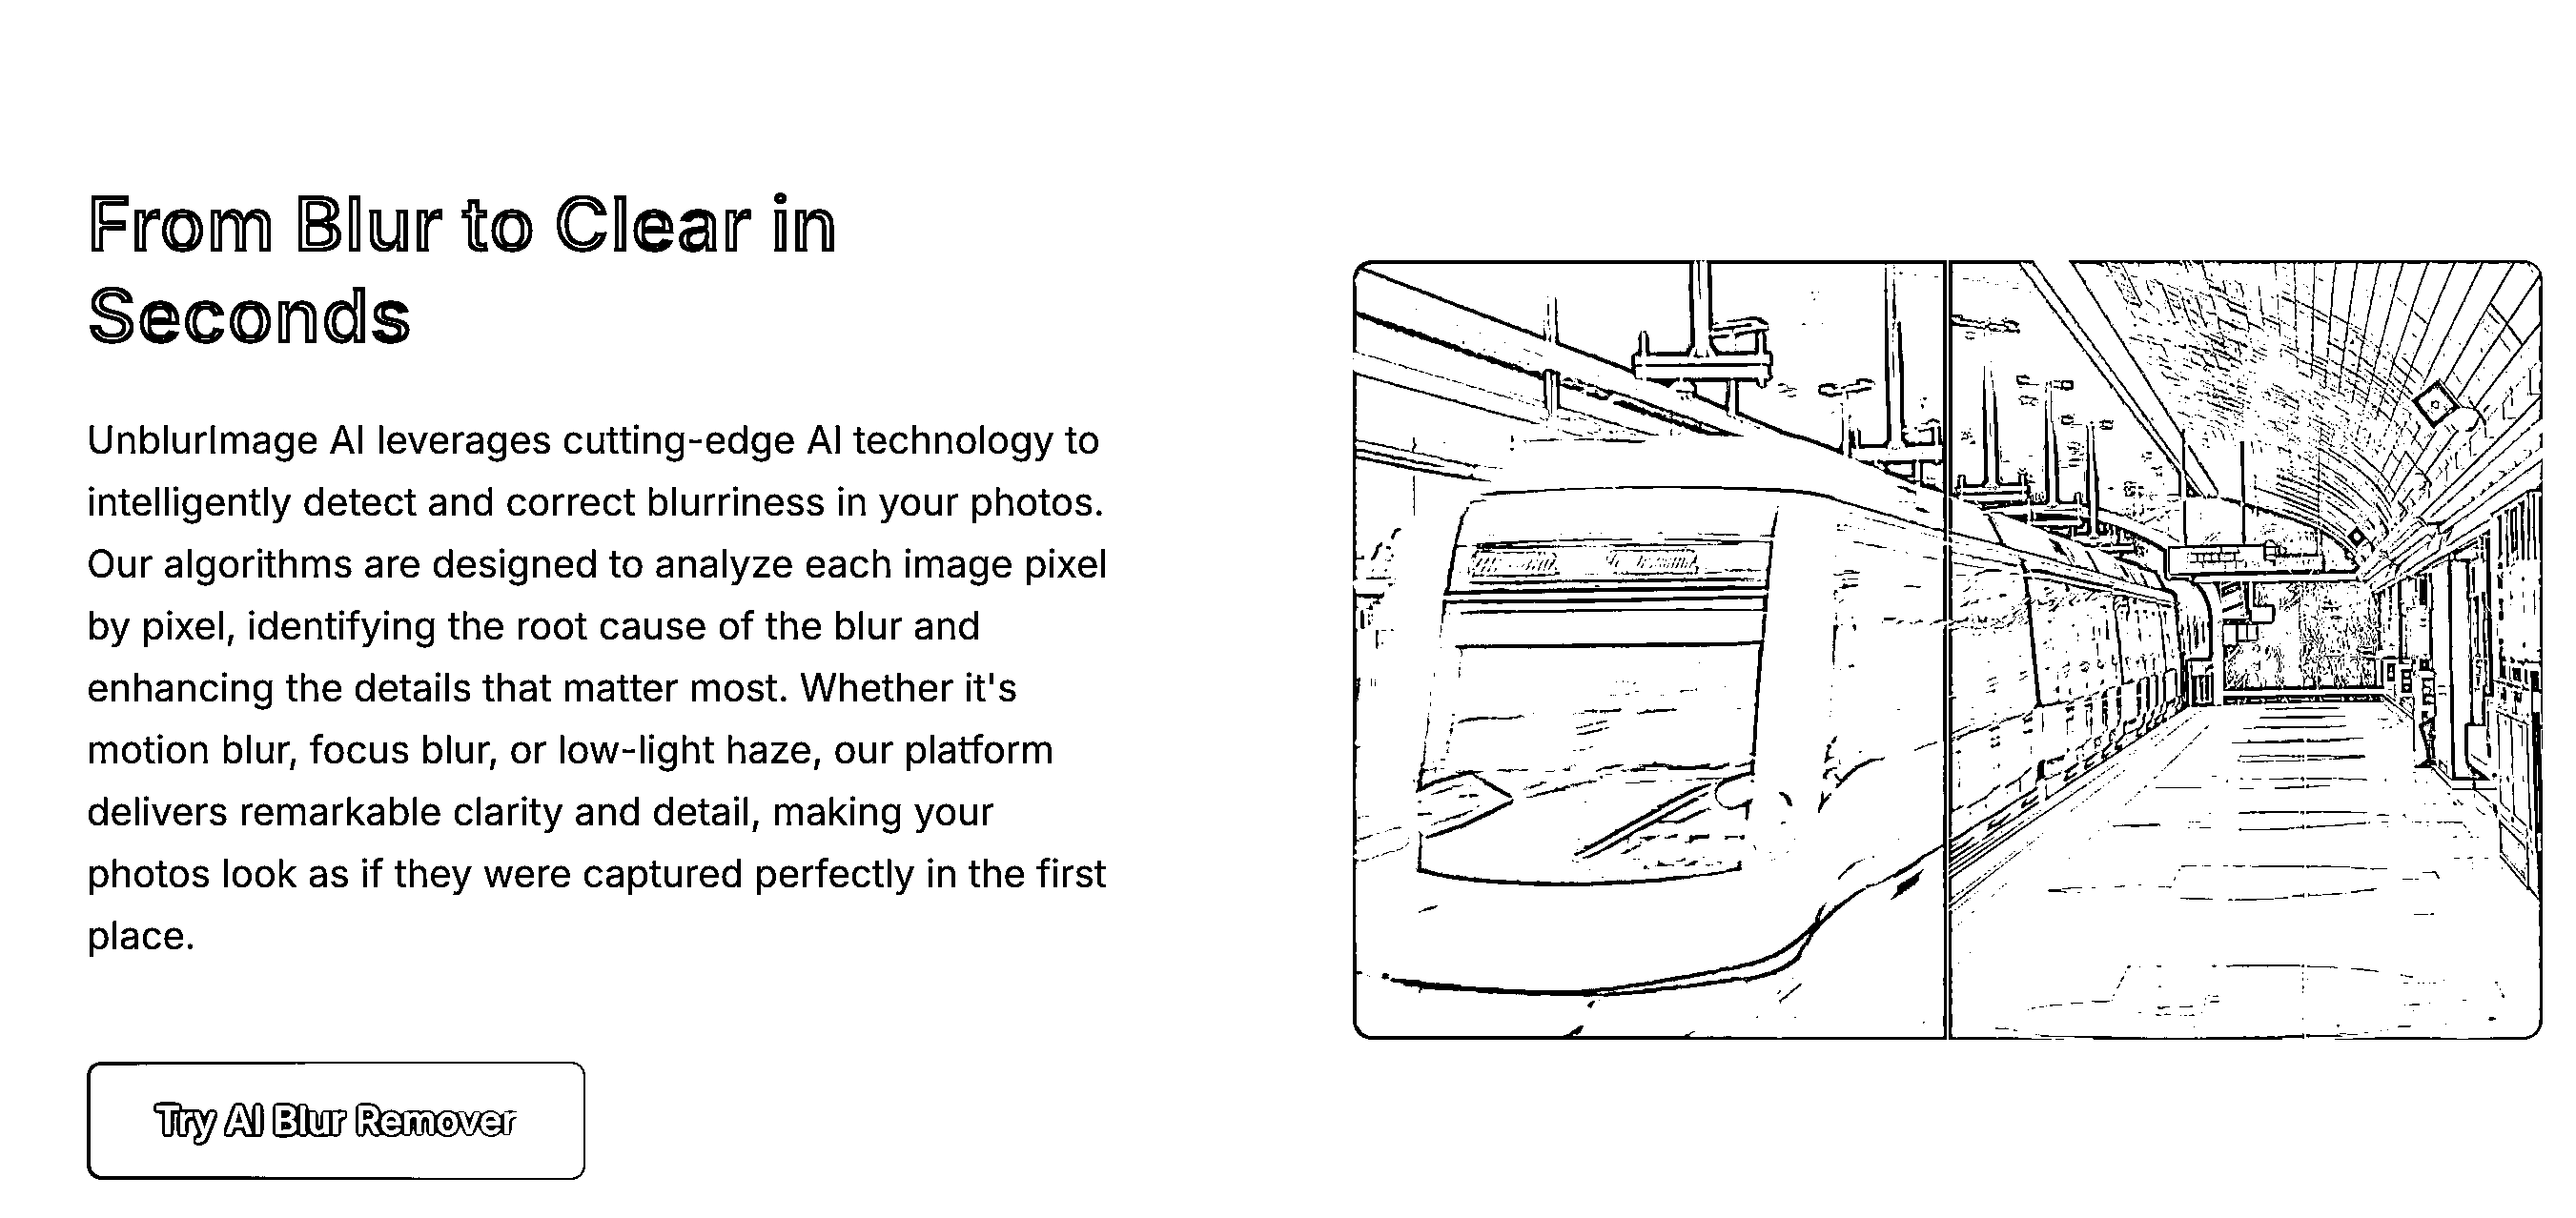 From Blur to Clear in
Seconds
UnblurImage AI leverages cutting-edge AI technology to
intelligently detect and correct blurriness in your photos.
Our algorithms are designed to analyze each image pixel
by pixel, identifying the root cause of the blur and
enhancing the details that matter most. Whether it's
motion blur, focus blur, or low-light haze, our platform
delivers remarkable clarity and detail, making your
photos look as if they were captured perfectly in the first
place.
Try AI Blur Remover